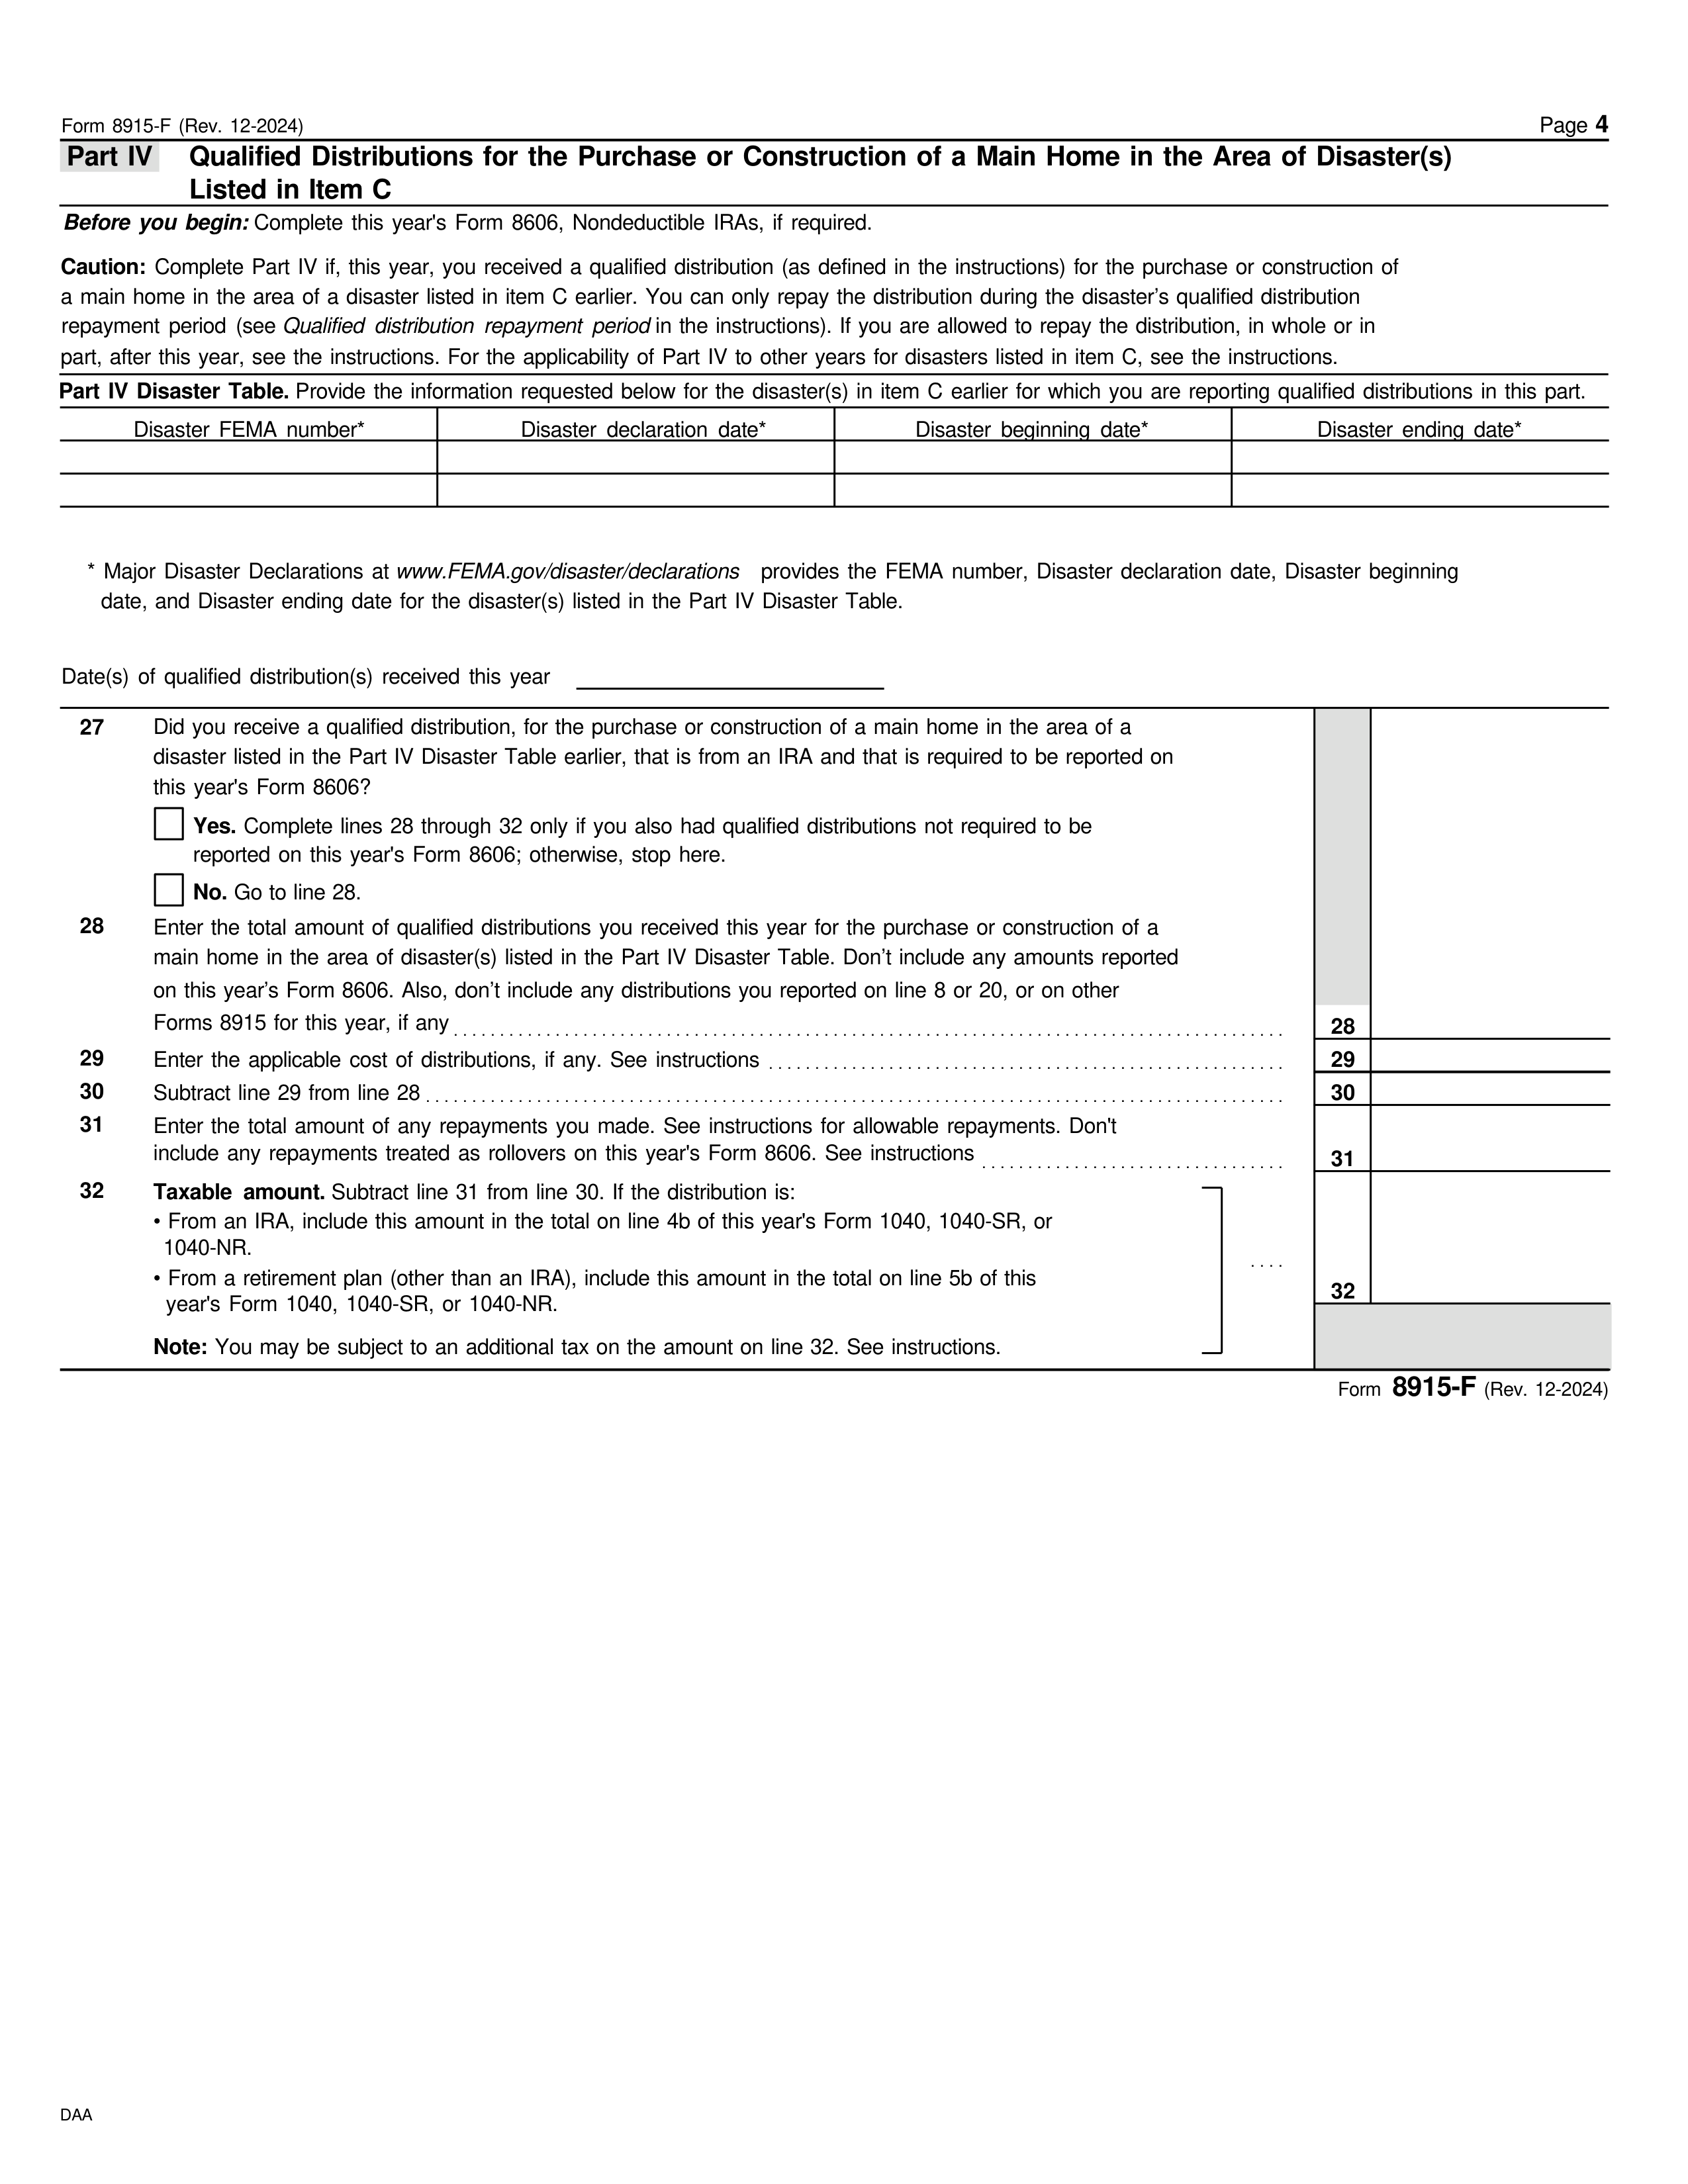 Form 8915-F (Rev. 12-2024) Page 4
Part IV Qualified Distributions for the Purchase or Construction of a Main Home in the Area of Disaster(s)
Listed in Item C
Before you begin: Complete this year's Form 8606, Nondeductible IRAs, if required.
Caution: Complete Part IV if, this year, you received a qualified distribution (as defined in the instructions) for the purchase or construction of
a main home in the area of a disaster listed in item C earlier. You can only repay the distribution during the disaster’s qualified distribution
repayment period (see Qualified distribution repayment period in the instructions). If you are allowed to repay the distribution, in whole or in
part, after this year, see the instructions. For the applicability of Part IV to other years for disasters listed in item C, see the instructions.
Part IV Disaster Table. Provide the information requested below for the disaster(s) in item C earlier for which you are reporting qualified distributions in this part.
Disaster FEMA number* Disaster declaration date* Disaster beginning date* Disaster ending date*
* Major Disaster Declarations at www.FEMA.gov/disaster/declarations provides the FEMA number, Disaster declaration date, Disaster beginning
date, and Disaster ending date for the disaster(s) listed in the Part IV Disaster Table.
Date(s) of qualified distribution(s) received this year
27 Did you receive a qualified distribution, for the purchase or construction of a main home in the area of a
disaster listed in the Part IV Disaster Table earlier, that is from an IRA and that is required to be reported on
this year's Form 8606?
Yes. Complete lines 28 through 32 only if you also had qualified distributions not required to be
reported on this year's Form 8606; otherwise, stop here.
No. Go to line 28.
28 Enter the total amount of qualified distributions you received this year for the purchase or construction of a
main home in the area of disaster(s) listed in the Part IV Disaster Table. Don’t include any amounts reported
on this year’s Form 8606. Also, don’t include any distributions you reported on line 8 or 20, or on other
Forms 8915 for this year, if any 28
29 Enter the applicable cost of distributions, if any. See instructions 29
30 Subtract line 29 from line 28 30
31 Enter the total amount of any repayments you made. See instructions for allowable repayments. Don't
include any repayments treated as rollovers on this year's Form 8606. See instructions 31
32 Taxable amount. Subtract line 31 from line 30. If the distribution is:
• From an IRA, include this amount in the total on line 4b of this year's Form 1040, 1040-SR, or
1040-NR.
• From a retirement plan (other than an IRA), include this amount in the total on line 5b of this
year's Form 1040, 1040-SR, or 1040-NR. 32
Note: You may be subject to an additional tax on the amount on line 32. See instructions.
Form 8915-F (Rev. 12-2024)
DAA